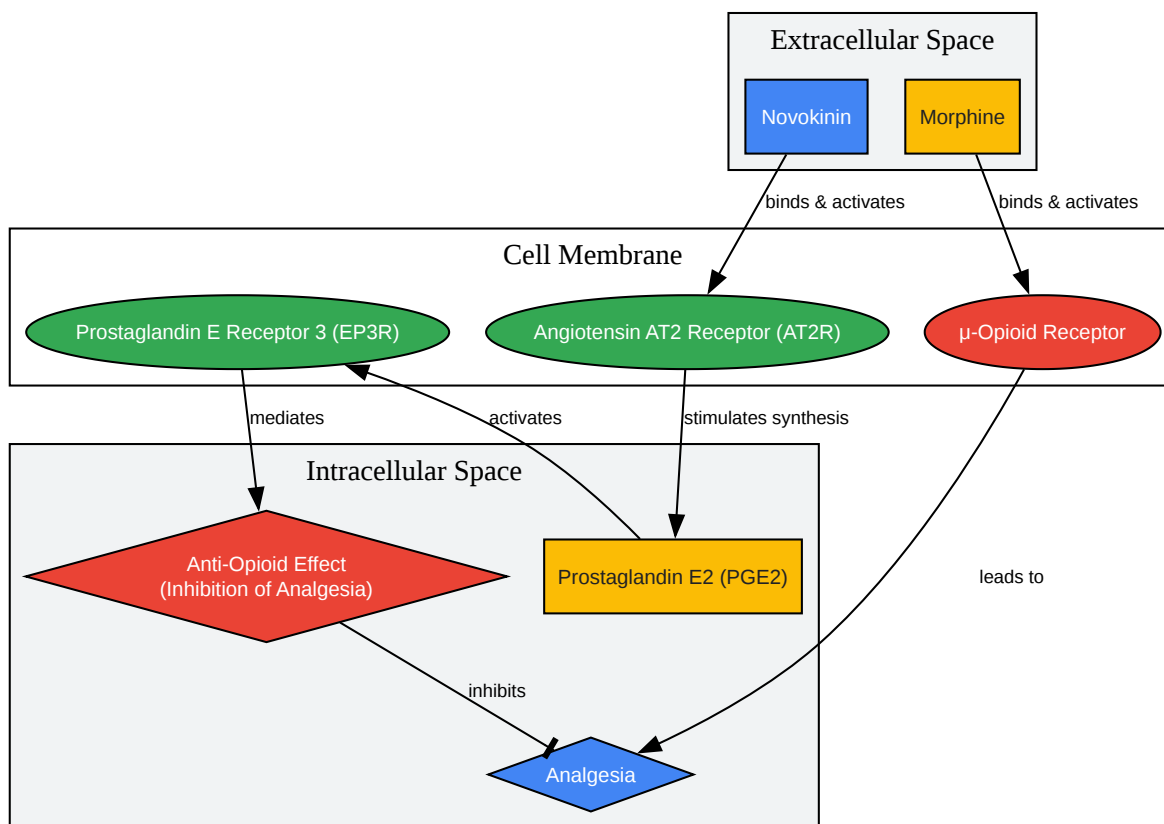 Extracellular Space
Novokinin
Morphine
binds & activates
binds & activates
Cell Membrane
Prostaglandin E Receptor 3 (EP3R)
Angiotensin AT2 Receptor (AT2R)
μ-Opioid Receptor
mediates
activates
stimulates synthesis
Intracellular Space
Anti-Opioid Effect
(Inhibition of Analgesia)
Prostaglandin E2 (PGE2)
leads to
inhibits
Analgesia